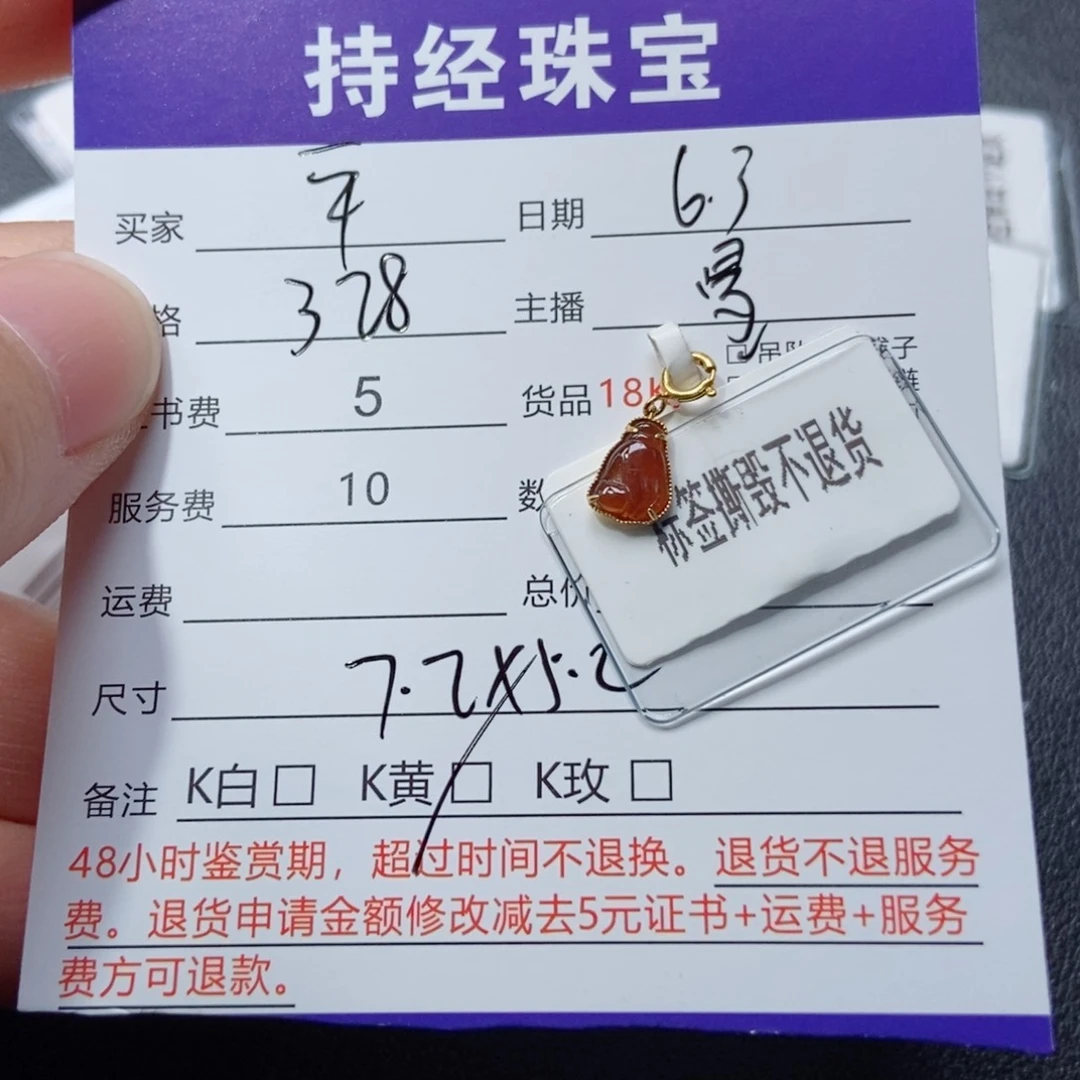 持经珠宝
买家 日期 6.3
格 328 主播
书费 5 货品 18K
服务费 10 数
运费 总价
标签撕毁不退货
尺寸 7.2X5.2
备注 K白□ K黄□ K玫□
48小时鉴赏期，超过时间不退换。退货不退服务
费。退货申请金额修改减去5元证书+运费+服务
费方可退款。